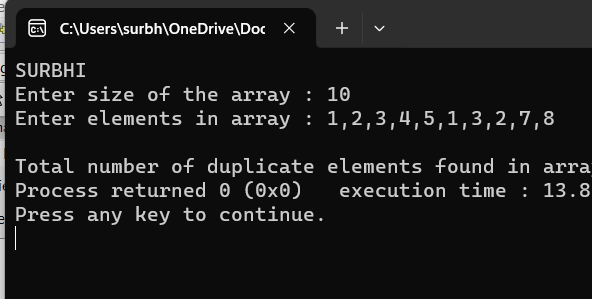 C:\Users\surbh\OneDrive\Doc
SURBHI
Enter size of the array : 10
Enter elements in array : 1,2,3,4,5,1,3,2,7,8
Total number of duplicate elements found in arra
Process returned 0 (0x0)   execution time : 13.8
Press any key to continue.